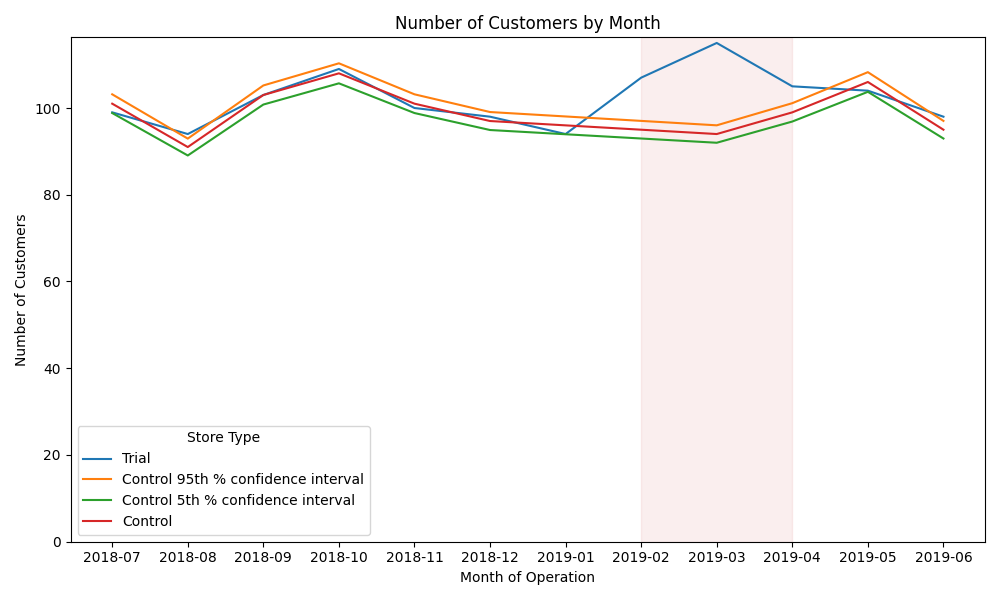 Number of Customers by Month
Number of Customers
100
80
60
40
20
0
Store Type
Trial
Control 95th % confidence interval
Control 5th % confidence interval
Control
2018-07 2018-08 2018-09 2018-10 2018-11 2018-12 2019-01 2019-02 2019-03 2019-04 2019-05 2019-06
Month of Operation